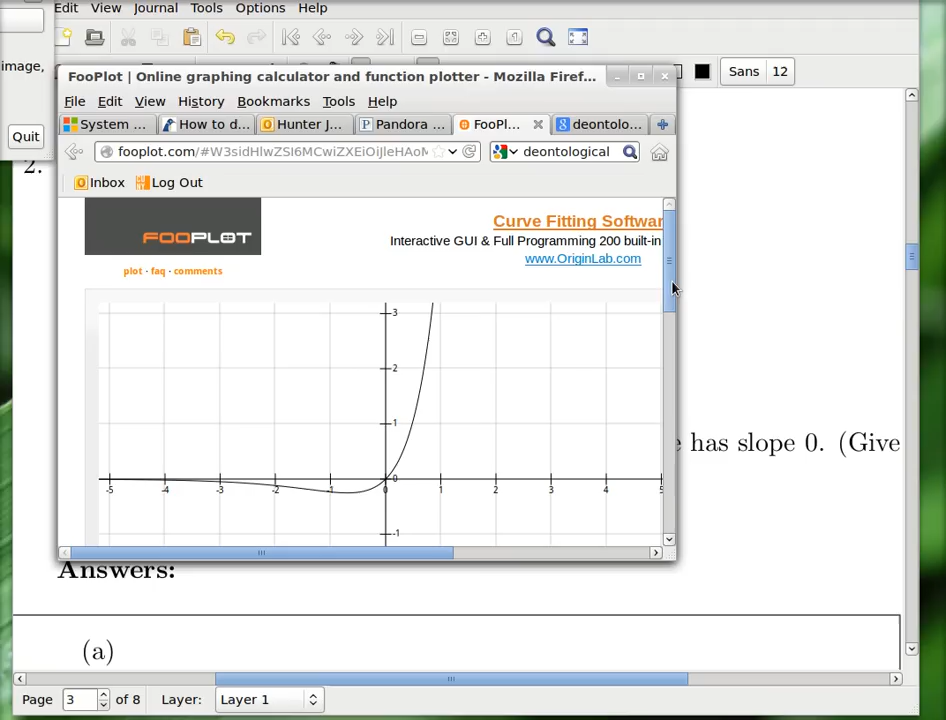 Edit View Journal Tools Options Help
image,
Sans 12
FooPlot | Online graphing calculator and function plotter - Mozilla Firef...
File Edit View History Bookmarks Tools Help
System ... How to d... Hunter J... Pandora ... FooPl... deontolo...
Quit
fooplot.com/#W3sidHlwZSI6MCwiZXEiOiJleHAoM
deontological
2.
Inbox Log Out
FOOPLOT
Curve Fitting Softwar
Interactive GUI & Full Programming 200 built-in
www.OriginLab.com
plot · faq · comments
3
2
1
0
-5 -4 -3 -2 -1 0 1 2 3 4 5
-1
e has slope 0. (Give
Answers:
(a)
Page 3 of 8 Layer: Layer 1